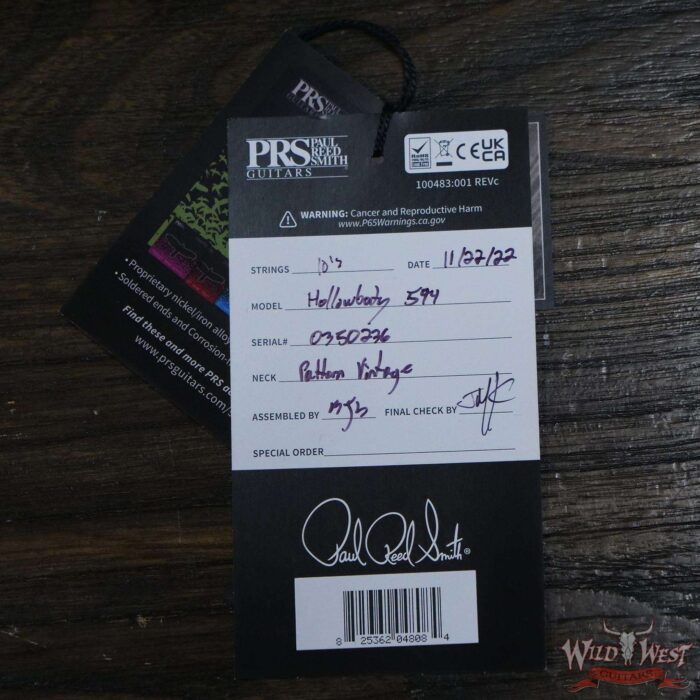 PRS
PRS PAUL REED SMITH
GUITARS
RoHS
CE UK CA
100483:001 REVc
WARNING: Cancer and Reproductive Harm
www.P65Warnings.ca.gov
STRINGS 10's DATE 11/22/22
MODEL Hollowbody 594
SERIAL# 0350236
NECK Pattern Vintage
ASSEMBLED BY FINAL CHECK BY
SPECIAL ORDER
Paul Reed Smith®
8 25362 04808 4
• Proprietary nickel/iron alloy
• Soldered ends and Corrosion-
Find these and more PRS
www.prsguitars.com/
WILD WEST
GUITARS